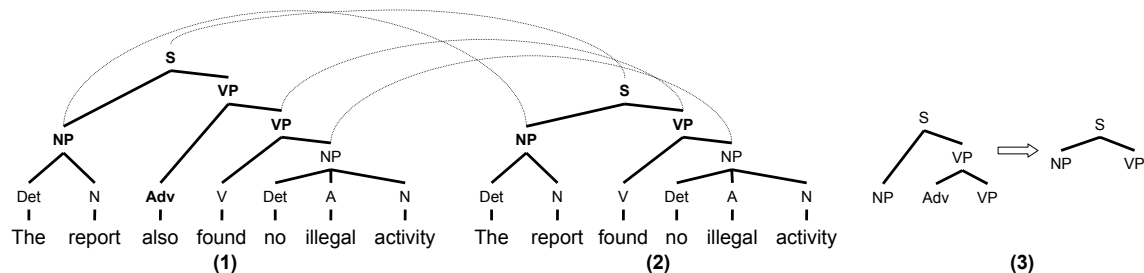 S
VP
NP
VP
NP
Det N Adv V Det A N
The report also found no illegal activity
(1)
S
NP
VP
NP
Det N V Det A N
The report found no illegal activity
(2)
S
VP
NP Adv VP
S
NP VP
(3)